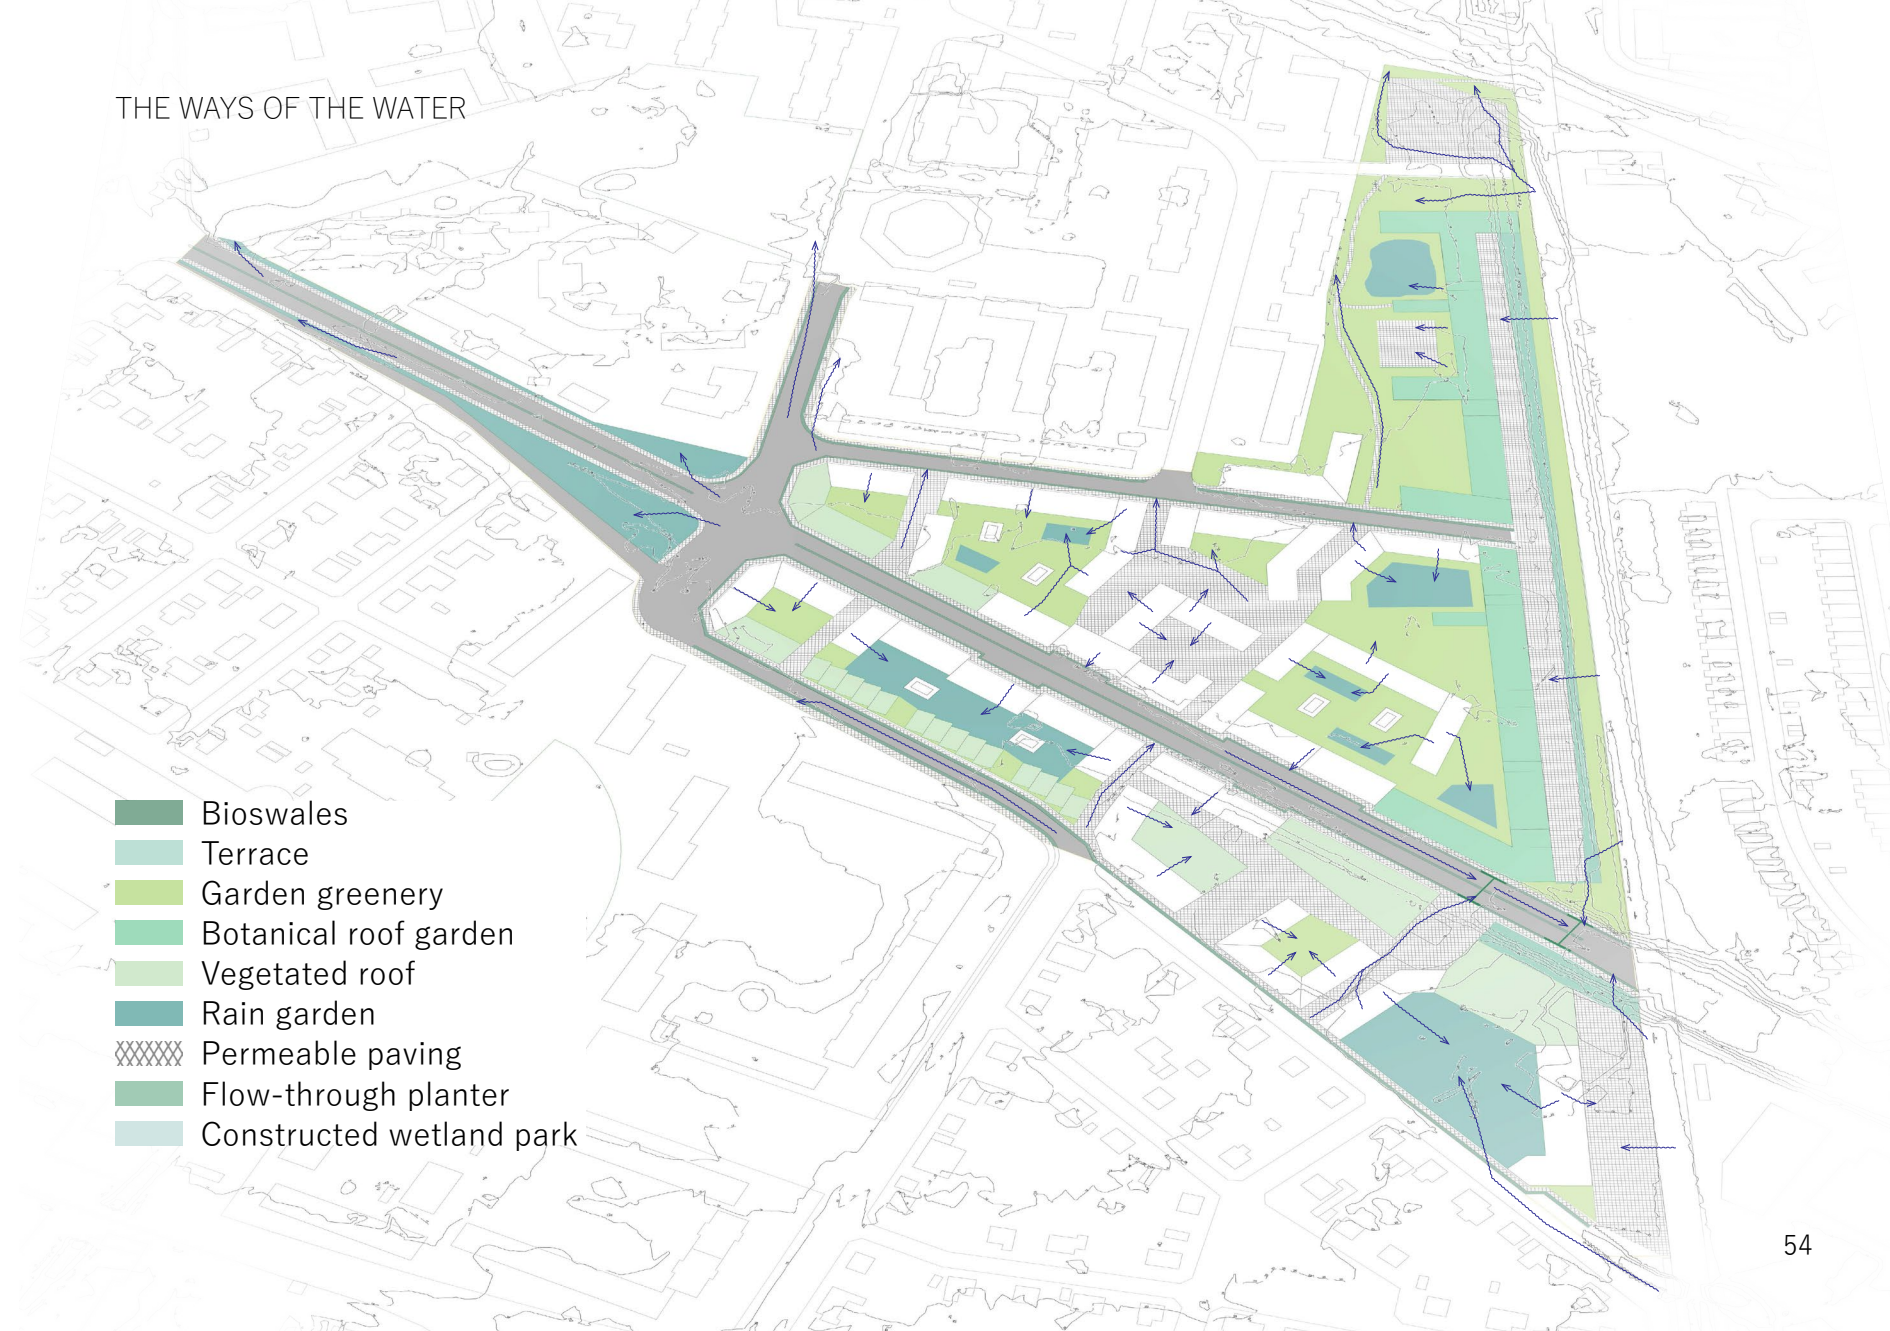 THE WAYS OF THE WATER
Bioswales
Terrace
Garden greenery
Botanical roof garden
Vegetated roof
Rain garden
Permeable paving
Flow-through planter
Constructed wetland park
54